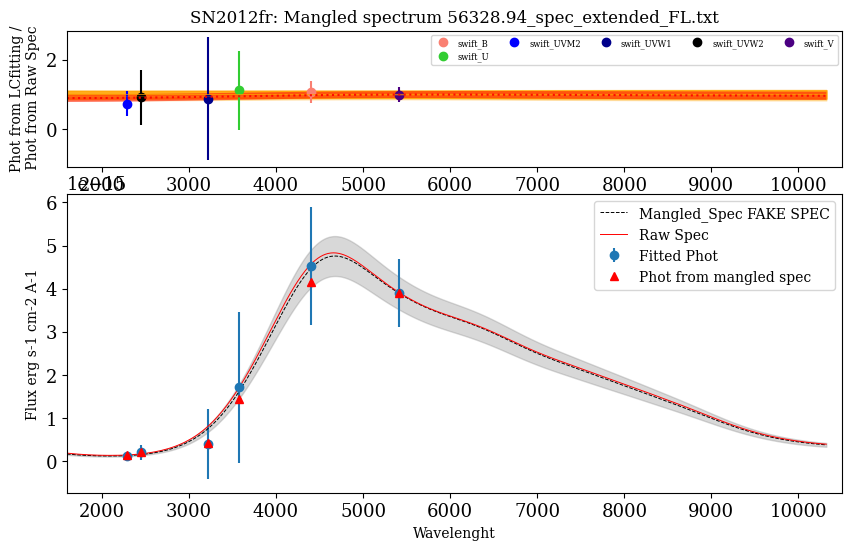 SN2012fr: Mangled spectrum 56328.94_spec_extended_FL.txt
Phot from LCfitting /
Phot from Raw Spec
2
0
swift_B
swift_U
swift_UVM2
swift_UVW1
swift_UVW2
swift_V
2000 3000 4000 5000 6000 7000 8000 9000 10000
1e-15
Flux erg s-1 cm-2 A-1
6
5
4
3
2
1
0
Mangled_Spec FAKE SPEC
Raw Spec
Fitted Phot
Phot from mangled spec
2000 3000 4000 5000 6000 7000 8000 9000 10000
Wavelenght